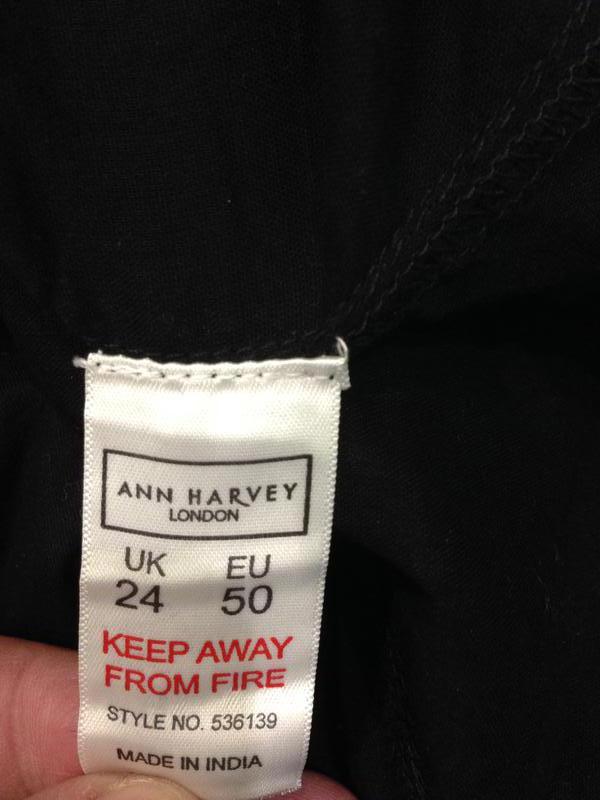 ANN HARVEY
LONDON
UK EU
24 50
KEEP AWAY
FROM FIRE
STYLE NO. 536139
MADE IN INDIA